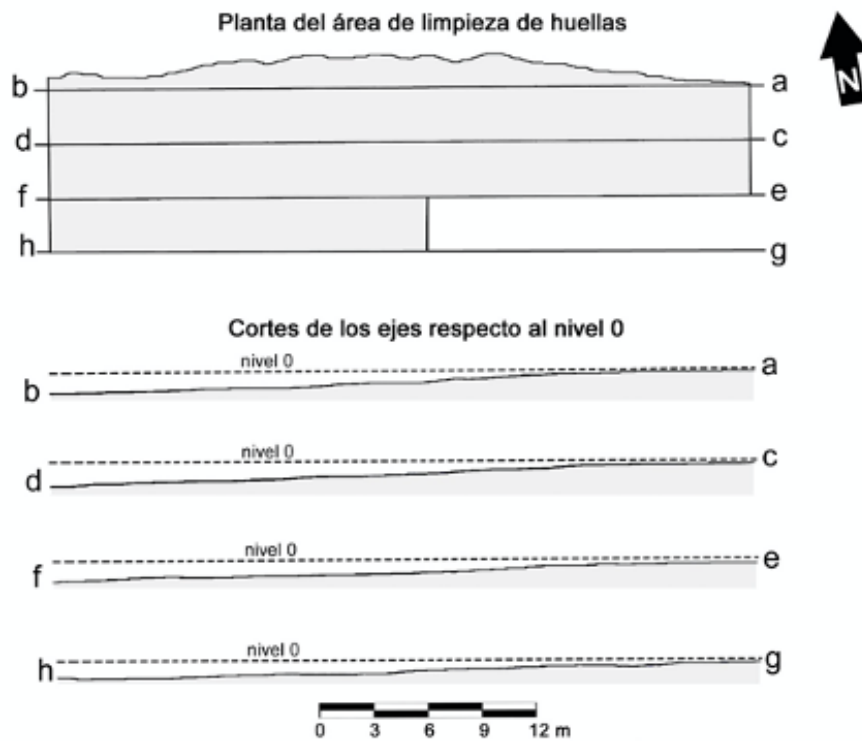 Planta del área de limpieza de huellas
N
b a
d c
f e
h g
Cortes de los ejes respecto al nivel 0
nivel 0
b a
nivel 0
d c
nivel 0
f e
nivel 0
h g
0 3 6 9 12 m